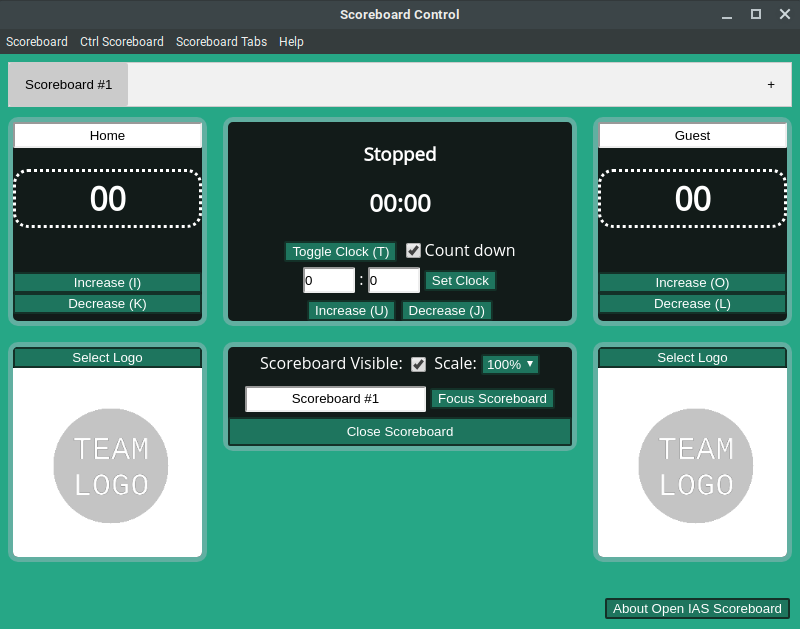 Scoreboard Control
Scoreboard Ctrl Scoreboard Scoreboard Tabs Help
Scoreboard #1 +
Home
00
Increase (I)
Decrease (K)
Stopped
00:00
Toggle Clock (T) Count down
0 : 0 Set Clock
Increase (U) Decrease (J)
Guest
00
Increase (O)
Decrease (L)
Select Logo
TEAM
LOGO
Scoreboard Visible: Scale: 100%
Scoreboard #1 Focus Scoreboard
Close Scoreboard
Select Logo
TEAM
LOGO
About Open IAS Scoreboard